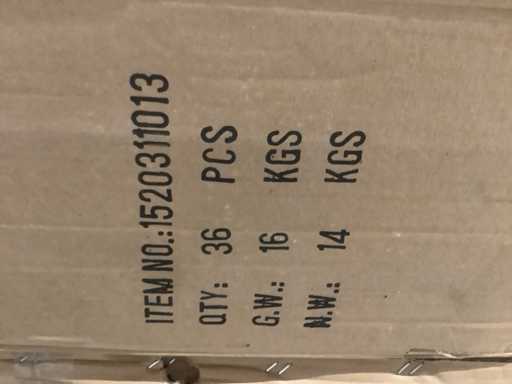 ITEM NO.:1520311013
QTY: 36 PCS
G.W.: 16 KGS
N.W.: 14 KGS